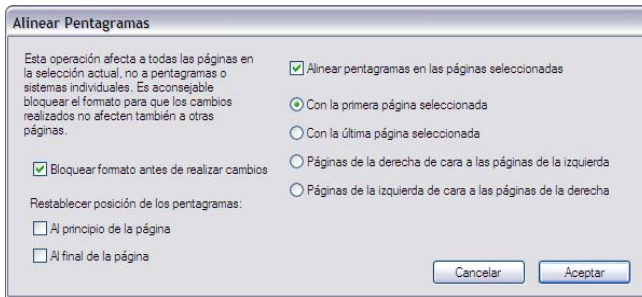 Alinear Pentagramas
Esta operación afecta a todas las páginas en
la selección actual, no a pentagramas o
sistemas individuales. Es aconsejable
bloquear el formato para que los cambios
realizados no afecten también a otras
páginas.
Bloquear formato antes de realizar cambios
Restablecer posición de los pentagramas:
Al principio de la página
Al final de la página
Alinear pentagramas en las páginas seleccionadas
Con la primera página seleccionada
Con la última página seleccionada
Páginas de la derecha de cara a las páginas de la izquierda
Páginas de la izquierda de cara a las páginas de la derecha
Cancelar
Aceptar